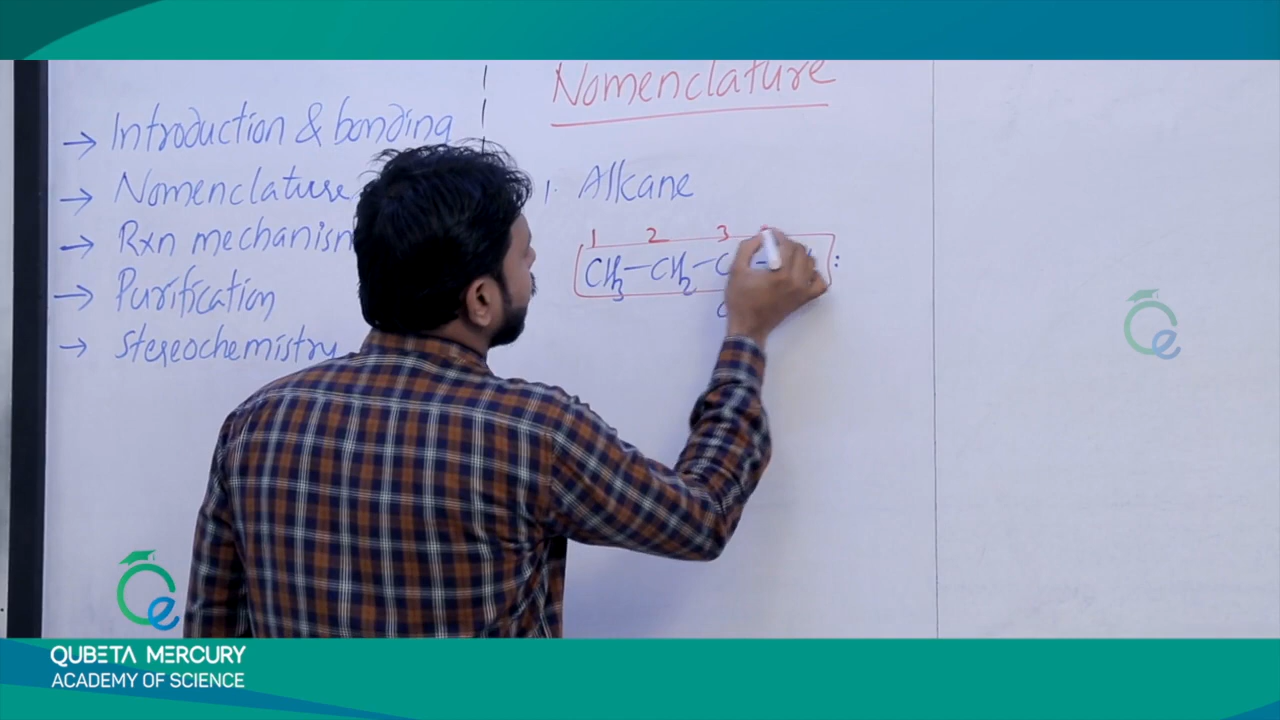 Nomenclature
→ Introduction & bonding
→ Nomenclature
→ Rxn mechanism
→ Purification
→ Stereochemistry
1. Alkane
1 2 3
CH3-CH2-C
QUBETA MERCURY
ACADEMY OF SCIENCE